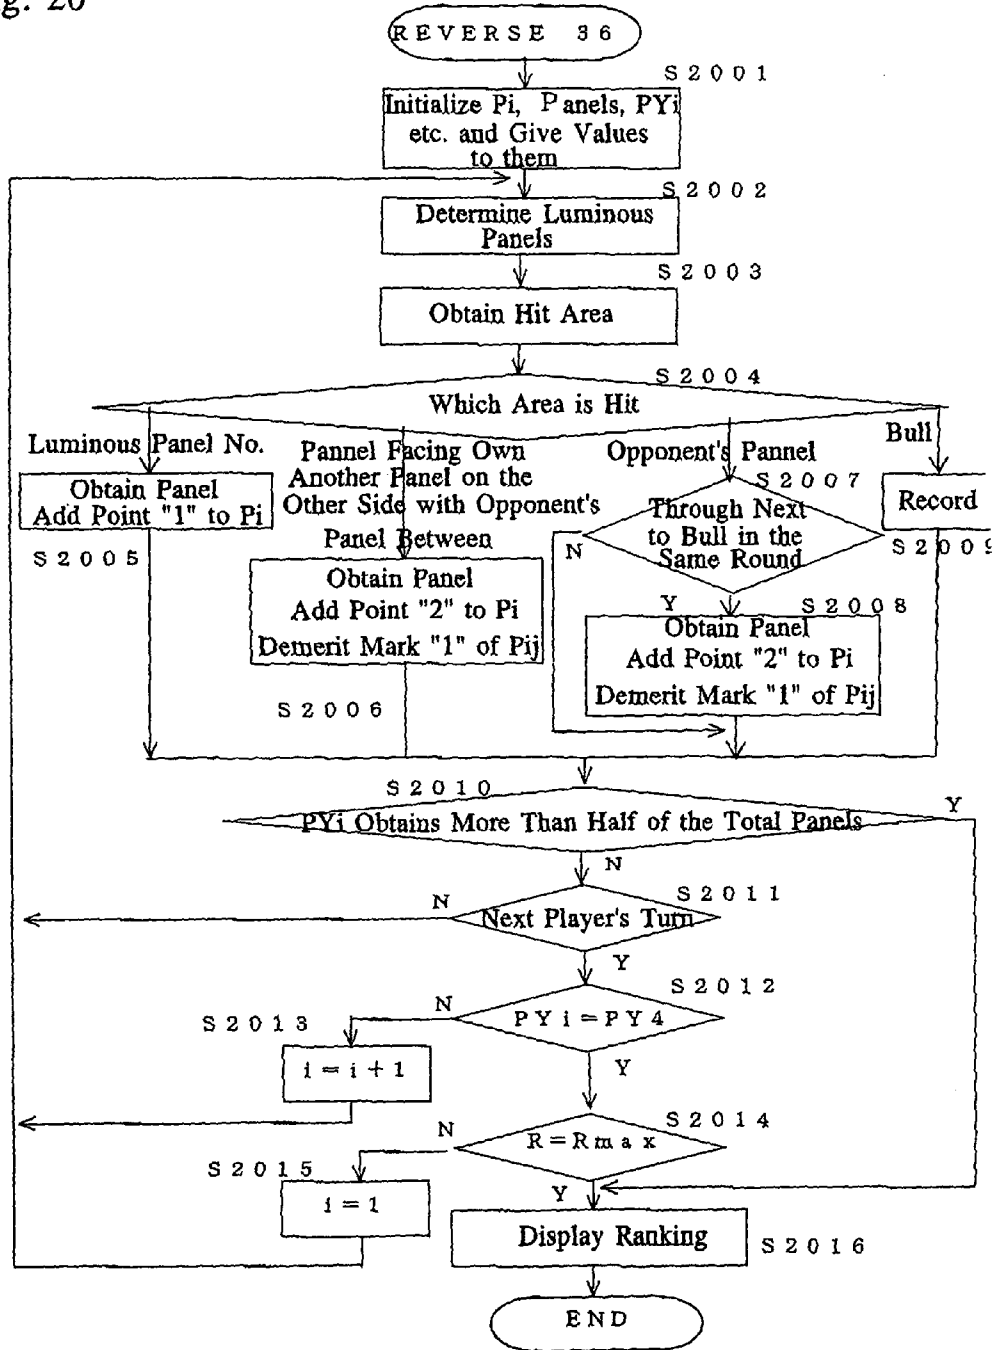 g. 20
REVERSE 36
S2001
Initialize Pi, Panels, PYi
etc. and Give Values
to them
S2002
Determine Luminous
Panels
S2003
Obtain Hit Area
S2004
Which Area is Hit
Luminous Panel No.
Obtain Panel
Add Point "1" to Pi
S2005
Pannel Facing Own
Another Panel on the
Other Side with Opponent's
Panel Between
Obtain Panel
Add Point "2" to Pi
Demerit Mark "1" of Pij
S2006
Opponent's Pannel
S2007
Through Next
to Bull in the
Same Round
N
Y
S2008
Obtain Panel
Add Point "2" to Pi
Demerit Mark "1" of Pij
Bull
Record
S2009
S2010
PYi Obtains More Than Half of the Total Panels
Y
N
S2011
Next Player's Turn
N
Y
S2012
PYi=PY4
N
Y
S2013
i=i+1
S2014
R=Rmax
N
Y
S2015
i=1
Display Ranking
S2016
END